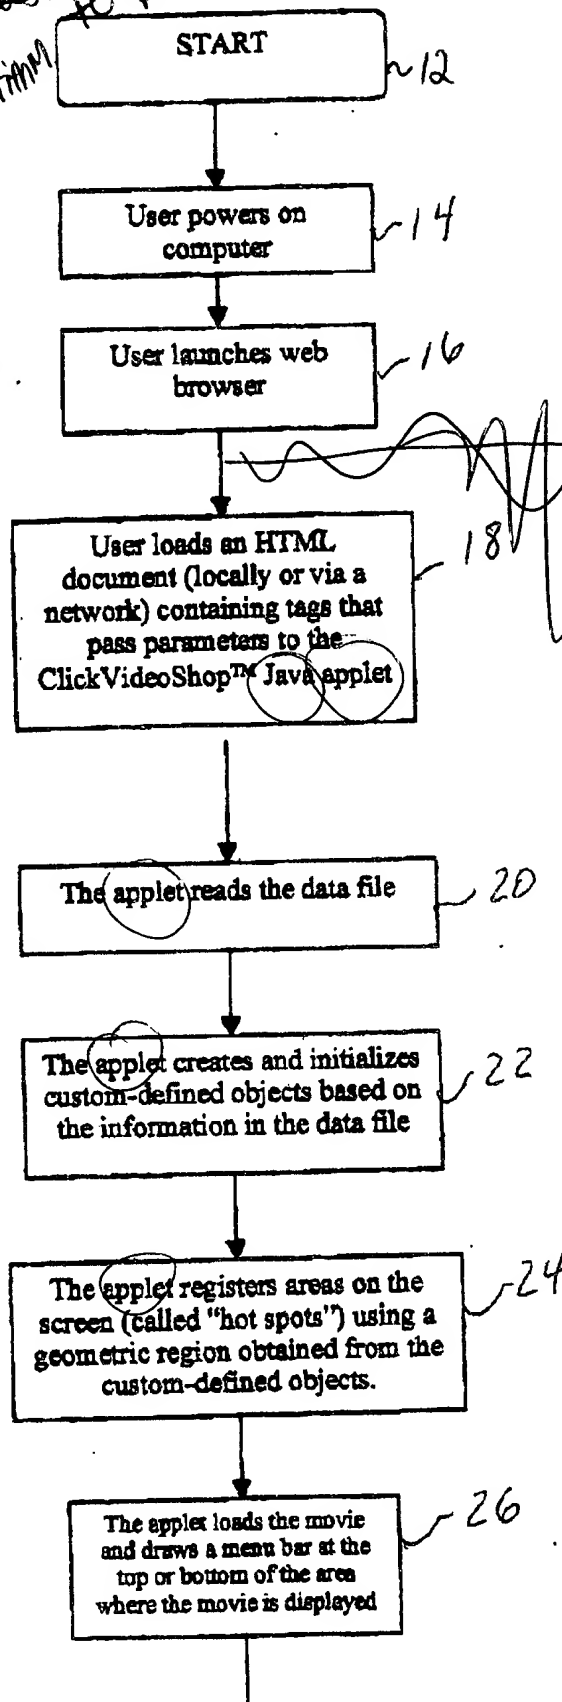 START
12
User powers on
computer
14
User launches web
browser
16
User loads an HTML
document (locally or via a
network) containing tags that
pass parameters to the
ClickVideoShop™ Java applet
18
The applet reads the data file
20
The applet creates and initializes
custom-defined objects based on
the information in the data file
22
The applet registers areas on the
screen (called “hot spots”) using a
geometric region obtained from the
custom-defined objects.
24
The applet loads the movie
and draws a menu bar at the
top or bottom of the area
where the movie is displayed
26